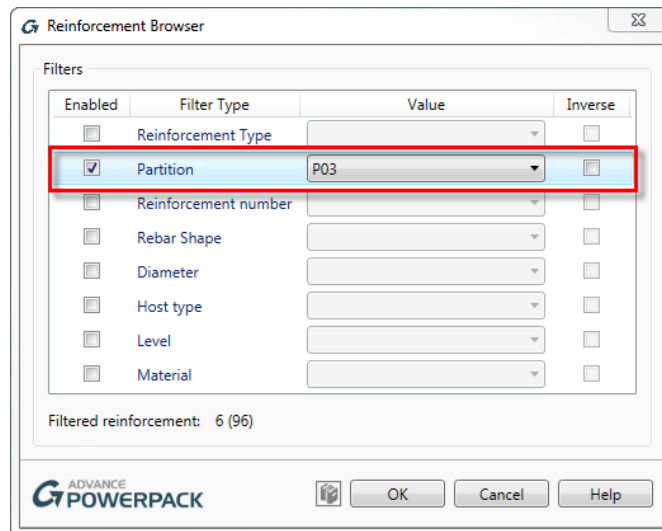 Reinforcement Browser
Filters
Enabled Filter Type Value Inverse
Reinforcement Type
Partition P03
Reinforcement number
Rebar Shape
Diameter
Host type
Level
Material
Filtered reinforcement: 6 (96)
ADVANCE
POWERPACK
OK Cancel Help